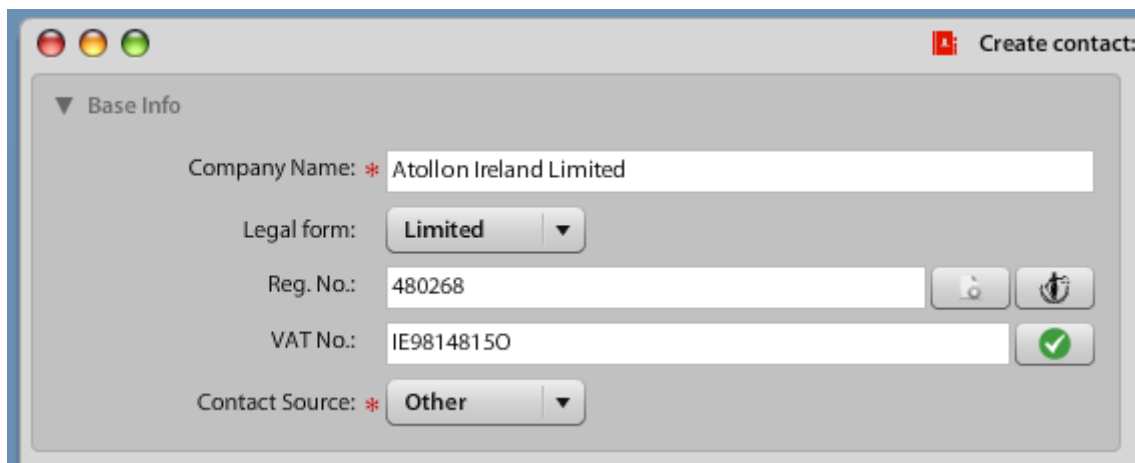 Create contact:
▼ Base Info
Company Name: * Atollon Ireland Limited
Legal form: Limited
Reg. No.: 480268
VAT No.: IE9814815O
Contact Source: * Other